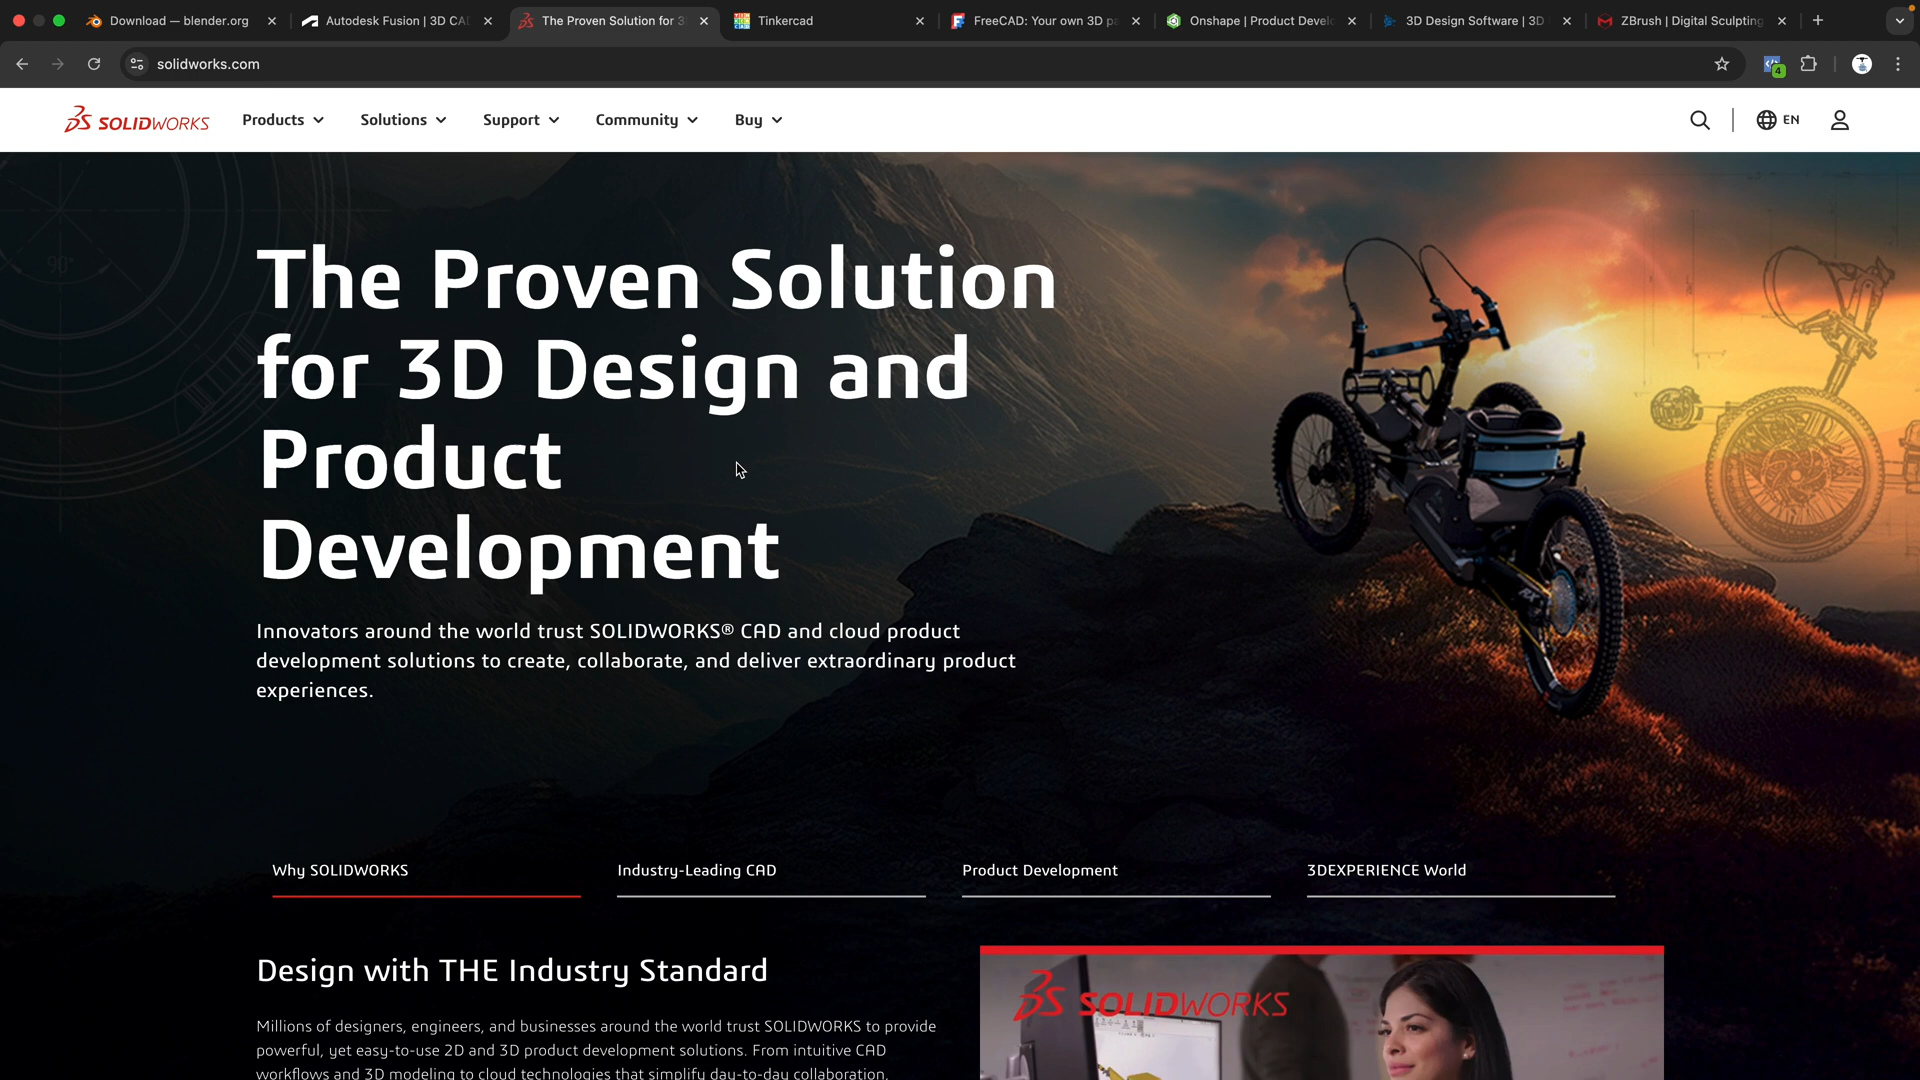 Download — blender.org
Autodesk Fusion | 3D CA
The Proven Solution for 3
Tinkercad
FreeCAD: Your own 3D pa
Onshape | Product Develo
3D Design Software | 3D
ZBrush | Digital Sculpting
solidworks.com
4
SOLIDWORKS
Products
Solutions
Support
Community
Buy
EN
90°
The Proven Solution
for 3D Design and
Product
Development
Innovators around the world trust SOLIDWORKS® CAD and cloud product
development solutions to create, collaborate, and deliver extraordinary product
experiences.
Why SOLIDWORKS
Industry-Leading CAD
Product Development
3DEXPERIENCE World
Design with THE Industry Standard
SOLIDWORKS
Millions of designers, engineers, and businesses around the world trust SOLIDWORKS to provide
powerful, yet easy-to-use 2D and 3D product development solutions. From intuitive CAD
workflows and 3D modeling to cloud technologies that simplify day-to-day collaboration,